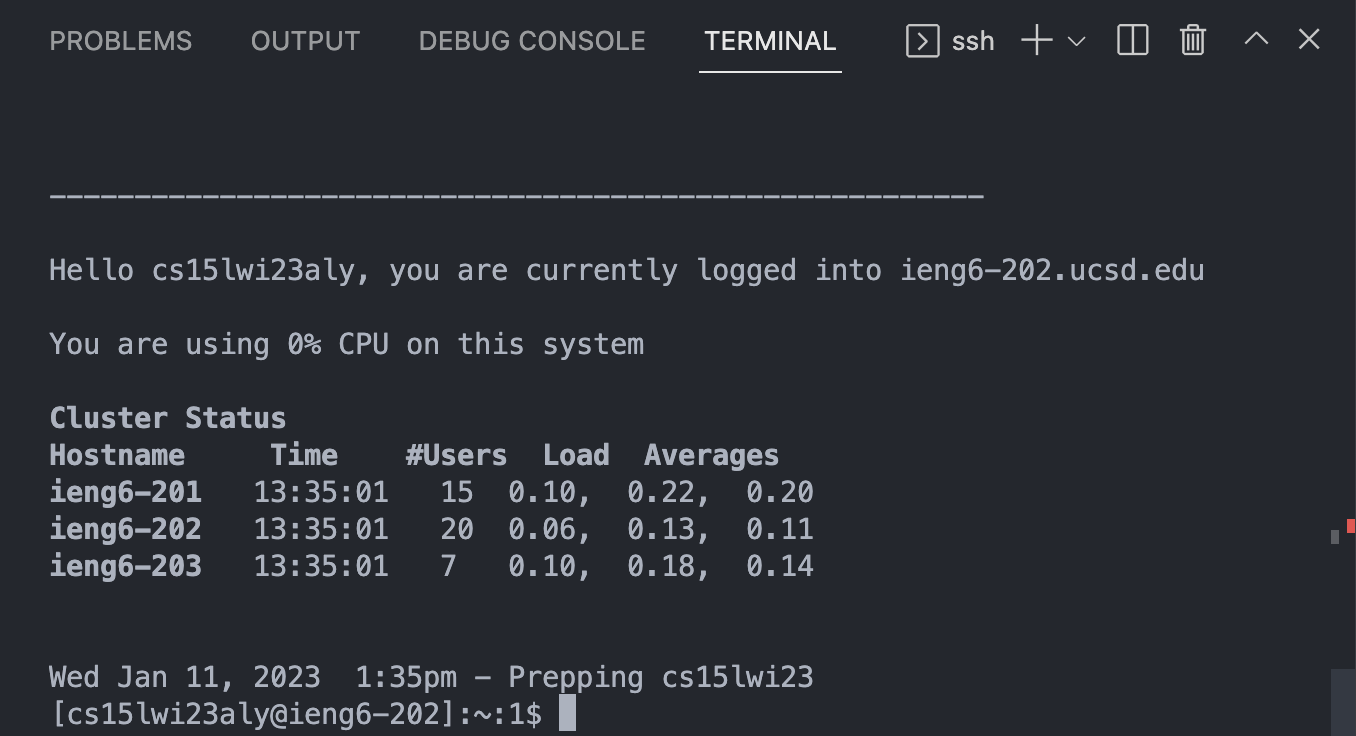 PROBLEMS OUTPUT DEBUG CONSOLE TERMINAL ssh
-------------------------------------------------------
Hello cs15lwi23aly, you are currently logged into ieng6-202.ucsd.edu
You are using 0% CPU on this system
Cluster Status
Hostname Time #Users Load Averages
ieng6-201 13:35:01 15 0.10, 0.22, 0.20
ieng6-202 13:35:01 20 0.06, 0.13, 0.11
ieng6-203 13:35:01 7 0.10, 0.18, 0.14
Wed Jan 11, 2023 1:35pm - Prepping cs15lwi23
[cs15lwi23aly@ieng6-202]:~:1$